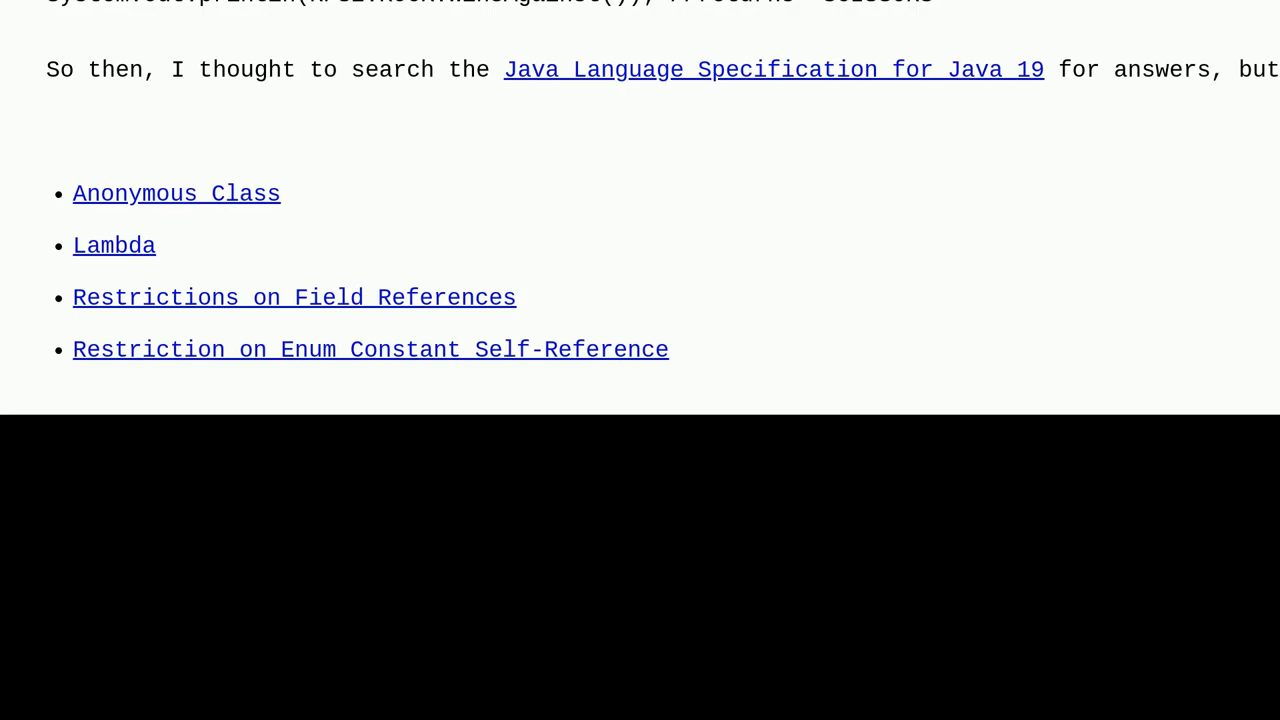 So then, I thought to search the Java Language Specification for Java 19 for answers, but
• Anonymous Class
• Lambda
• Restrictions on Field References
• Restriction on Enum Constant Self-Reference